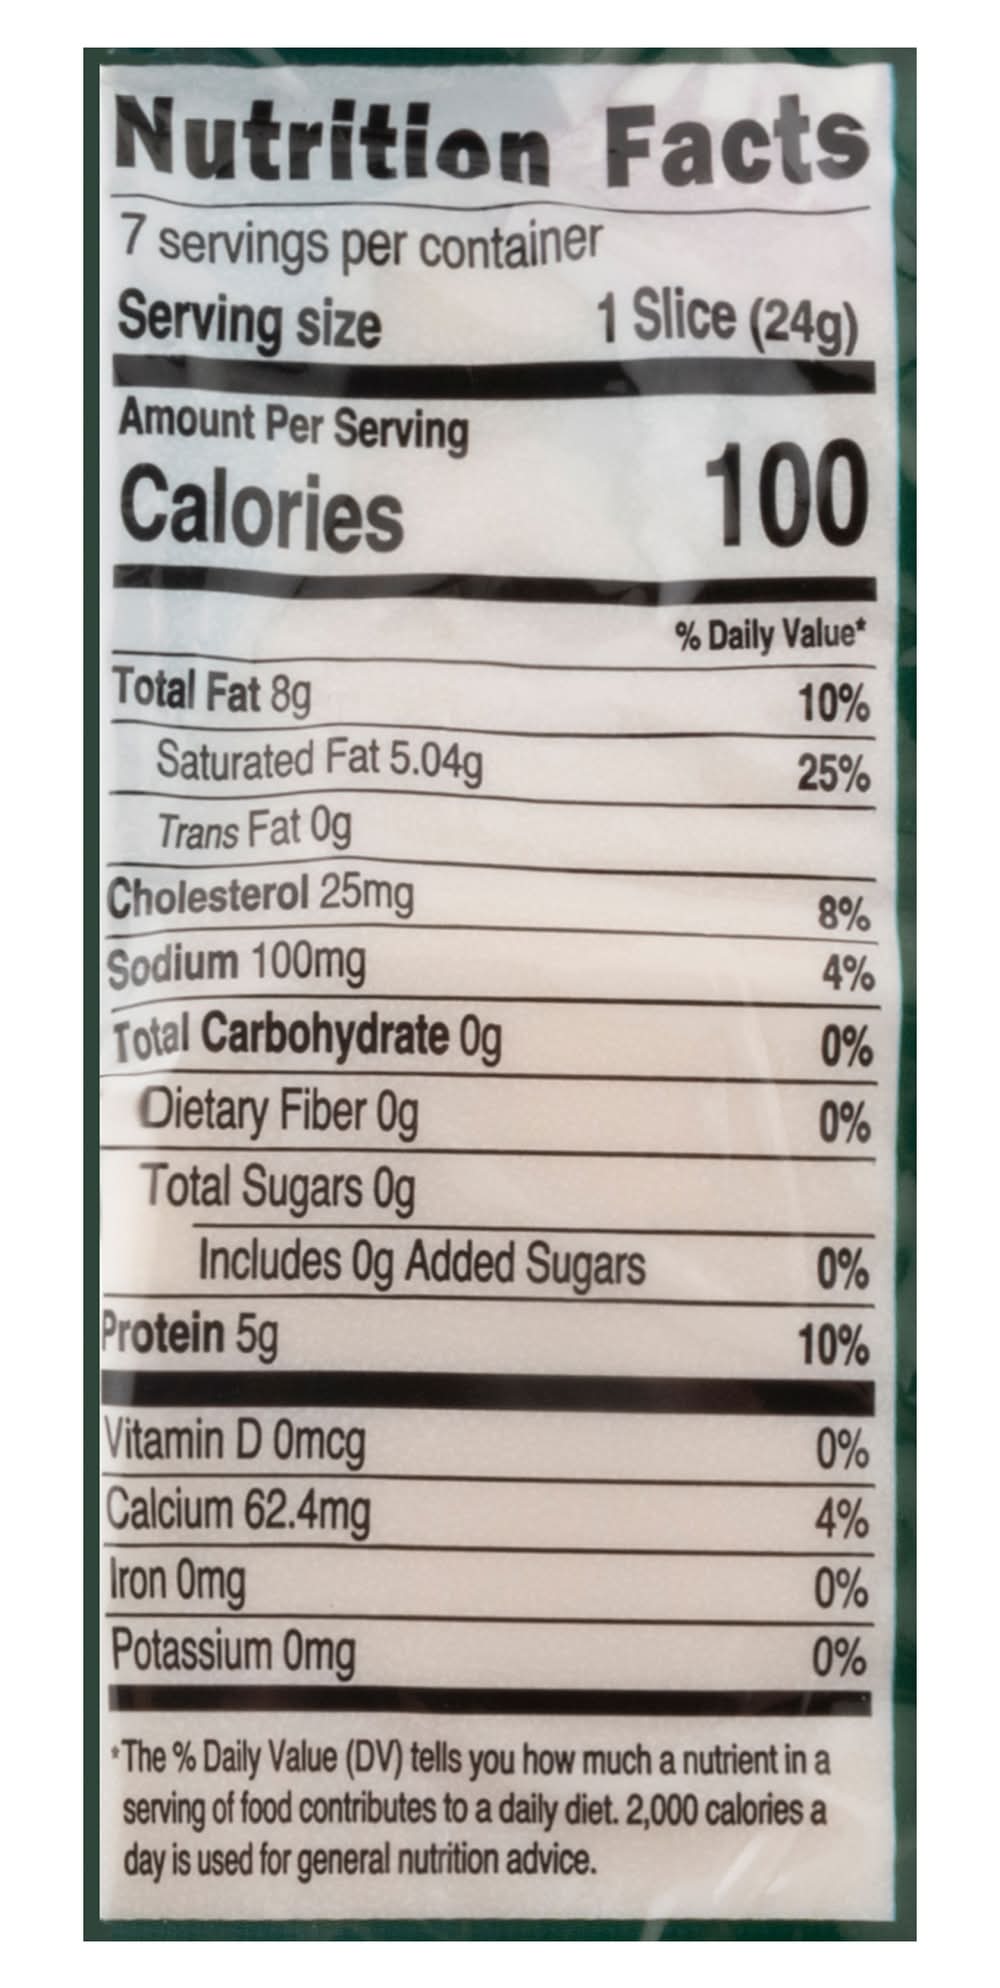 Nutrition Facts
7 servings per container
Serving size 1 Slice (24g)
Amount Per Serving
Calories 100
% Daily Value*
Total Fat 8g 10%
Saturated Fat 5.04g 25%
Trans Fat 0g
Cholesterol 25mg 8%
Sodium 100mg 4%
Total Carbohydrate 0g 0%
Dietary Fiber 0g 0%
Total Sugars 0g
Includes 0g Added Sugars 0%
Protein 5g 10%
Vitamin D 0mcg 0%
Calcium 62.4mg 4%
Iron 0mg 0%
Potassium 0mg 0%
*The % Daily Value (DV) tells you how much a nutrient in a
serving of food contributes to a daily diet. 2,000 calories a
day is used for general nutrition advice.